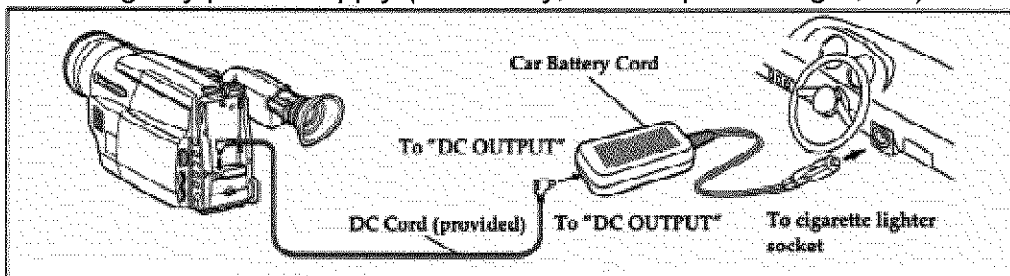 Car Battery Cord
To "DC OUTPUT"
DC Cord (provided)
To "DC OUTPUT"
To cigarette lighter
socket